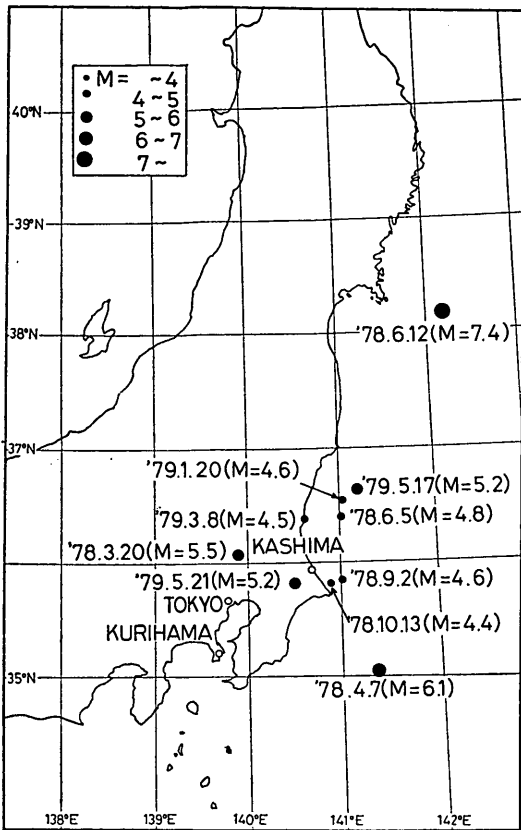 • M = ~4
4~5
5~6
6~7
7~
40°N
39°N
38°N
'78.6.12(M=7.4)
37°N
'79.1.20(M=4.6)
'79.5.17(M=5.2)
'79.3.8(M=4.5)
'78.6.5(M=4.8)
'78.3.20(M=5.5)
KASHIMA
'79.5.21(M=5.2)
'78.9.2(M=4.6)
TOKYO
'78.10.13(M=4.4)
KURIHAMA
35°N
'78.4.7(M=6.1)
138°E 139°E 140°E 141°E 142°E